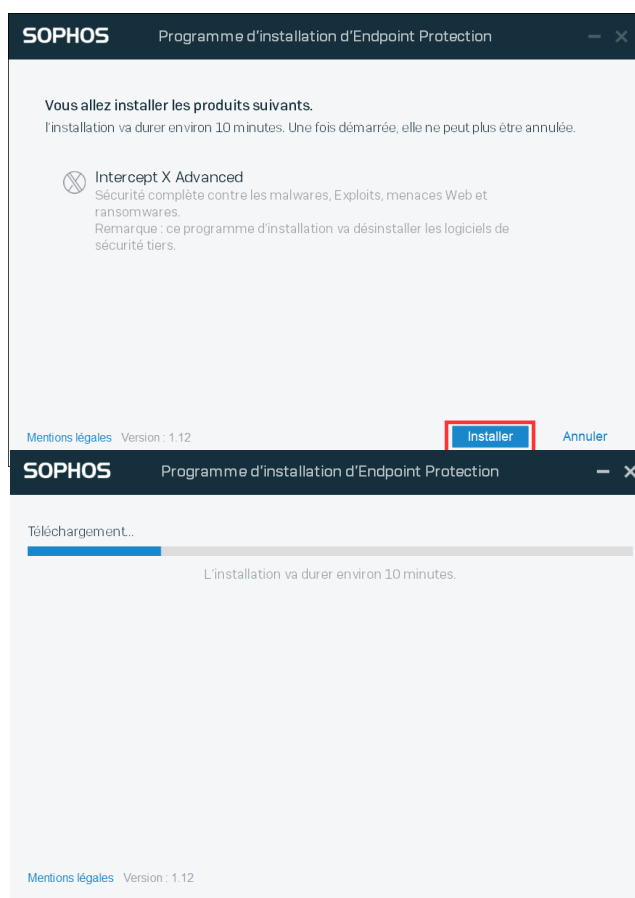 SOPHOS Programme d'installation d'Endpoint Protection
Vous allez installer les produits suivants.
l'installation va durer environ 10 minutes. Une fois démarrée, elle ne peut plus être annulée.
Intercept X Advanced
Sécurité complète contre les malwares, Exploits, menaces Web et
ransomwares.
Remarque : ce programme d'installation va désinstaller les logiciels de
sécurité tiers.
Mentions légales Version : 1.12 Installer Annuler
SOPHOS Programme d'installation d'Endpoint Protection
Téléchargement...
L'installation va durer environ 10 minutes.
Mentions légales Version : 1.12